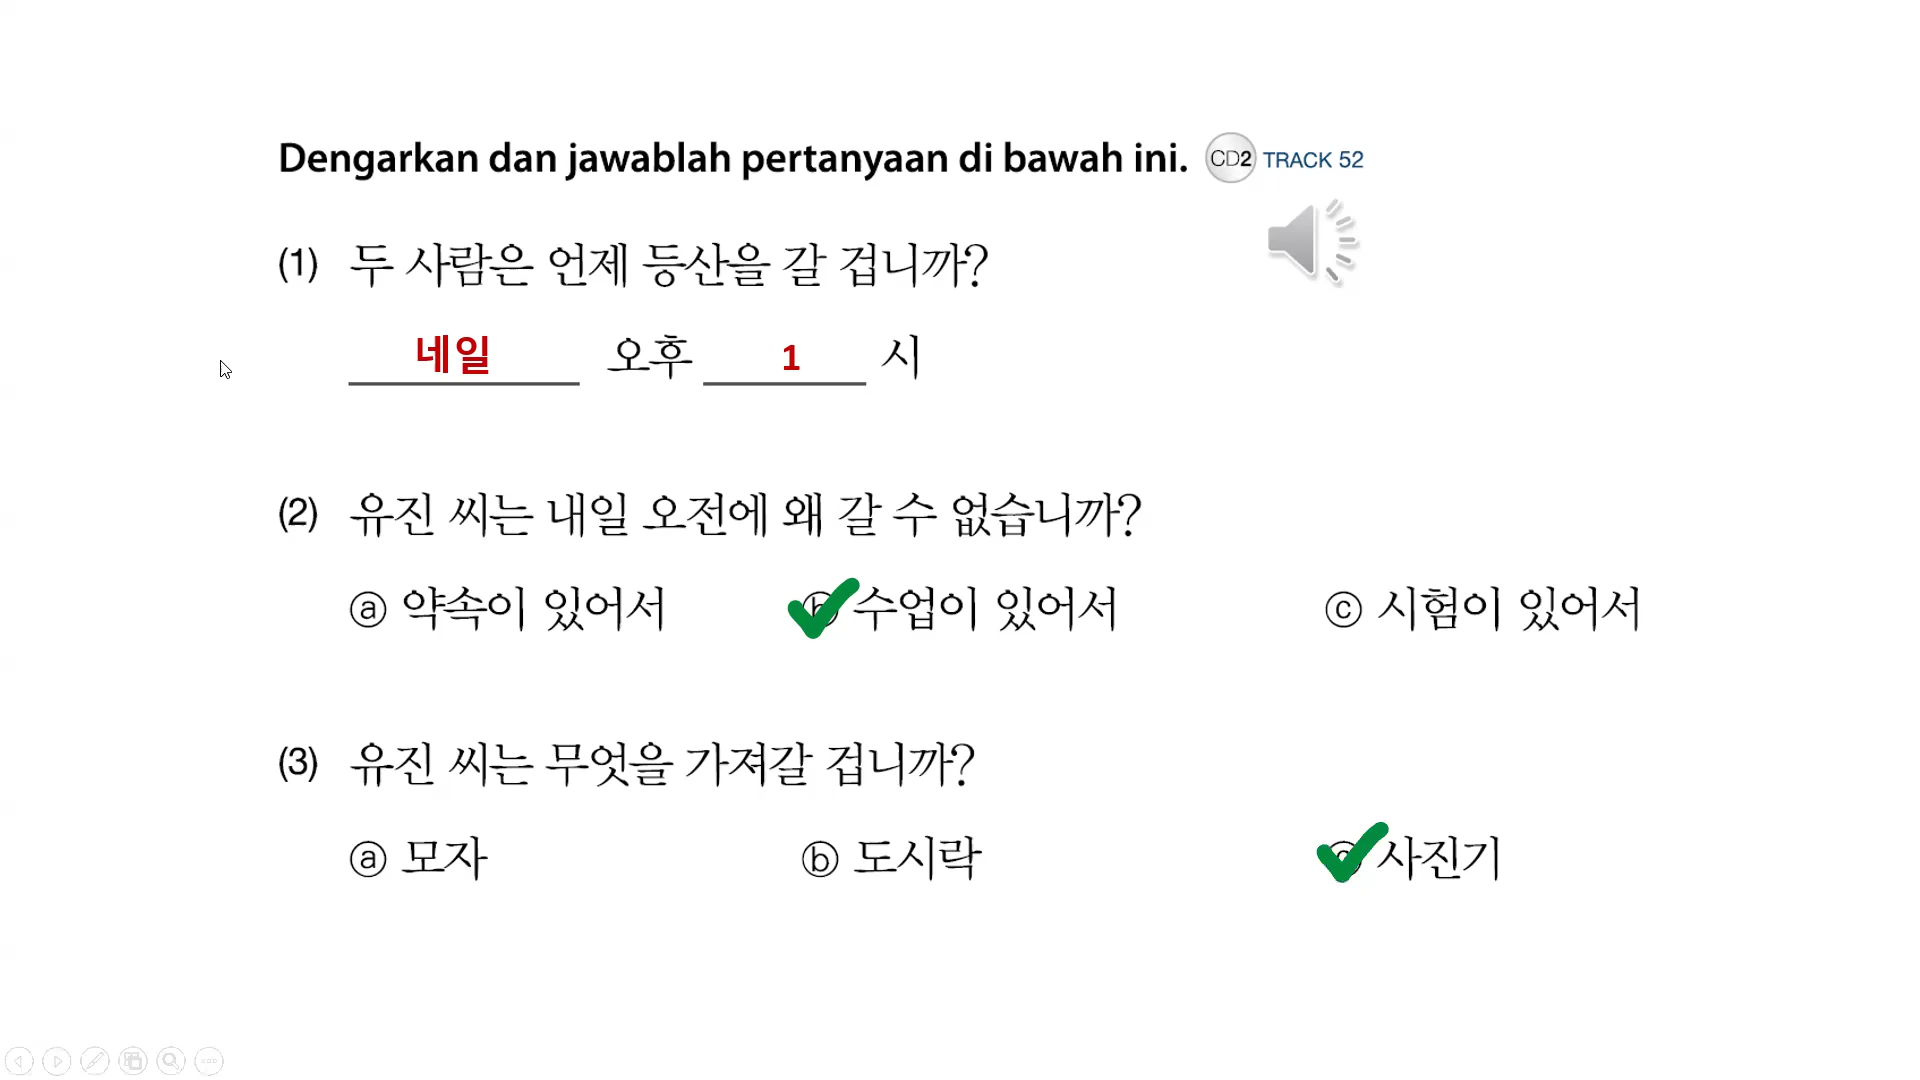 Dengarkan dan jawablah pertanyaan di bawah ini. CD2 TRACK 52
(1) 두 사람은 언제 등산을 갈 겁니까?
네일 오후 1 시
(2) 유진 씨는 내일 오전에 왜 갈 수 없습니까?
ⓐ 약속이 있어서 ⓑ 수업이 있어서 ⓒ 시험이 있어서
(3) 유진 씨는 무엇을 가져갈 겁니까?
ⓐ 모자 ⓑ 도시락 ⓒ 사진기